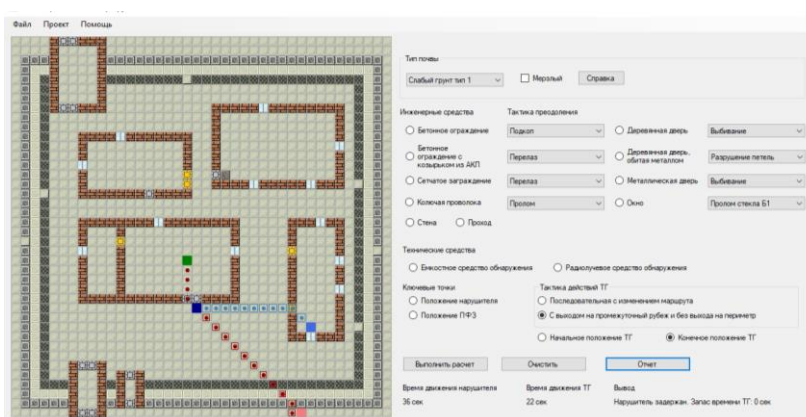 Файл Проект Помощь
Тип почвы
Слабый грунт тип 1 Мерзлый Справка
Инженерные средства Тактика преодоления
Бетонное ограждение Подкоп Деревянная дверь Выбивание
Бетонное ограждение с козырьком из АКЛ Перелаз Деревянная дверь, обитая металлом Разрушение петель
Сетчатое заграждение Перелаз Металлическая дверь Выбивание
Колючая проволока Пролом Окно Пролом стекла Б1
Стена Проход
Технические средства
Емкостное средство обнаружения Радиолучевое средство обнаружения
Ключевые точки Тактика действий ТГ
Положение нарушителя Последовательная с изменением маршрута
Положение ПФЗ С выходом на промежуточный рубеж и без выхода на периметр
Начальное положение ТГ Конечное положение ТГ
Выполнить расчет Очистить Отчет
Время движения нарушителя Время движения ТГ Вывод
36 сек 22 сек Нарушитель задержан. Запас времени ТГ: 0 сек